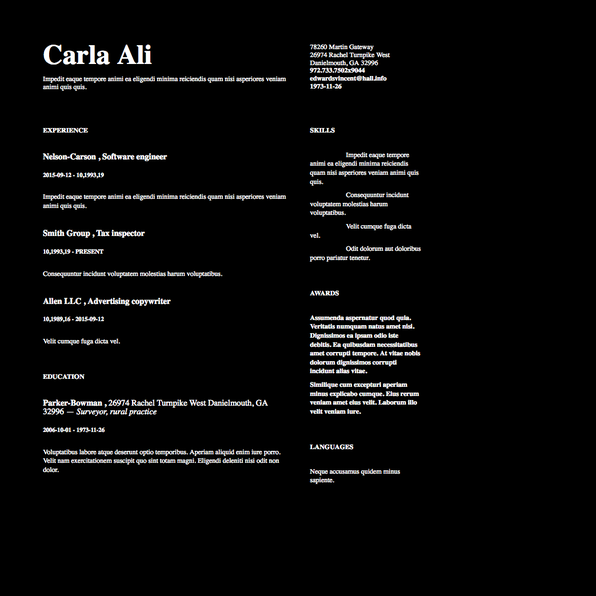 Carla Ali
Impedit eaque tempore animi ea eligendi minima reiciendis quam nisi asperiores veniam
animi quis quis.
78260 Martin Gateway
26974 Rachel Turnpike West
Danielmouth, GA 32996
972.733.7502x9044
edwardsvincent@hall.info
1973-11-26
EXPERIENCE
Nelson-Carson , Software engineer
2015-09-12 - 10,1993,19
Impedit eaque tempore animi ea eligendi minima reiciendis quam nisi asperiores veniam
animi quis quis.
Smith Group , Tax inspector
10,1993,19 - PRESENT
Consequuntur incidunt voluptatem molestias harum voluptatibus.
Allen LLC , Advertising copywriter
10,1989,16 - 2015-09-12
Velit cumque fuga dicta vel.
EDUCATION
Parker-Bowman , 26974 Rachel Turnpike West Danielmouth, GA
32996 — Surveyor, rural practice
2006-10-01 - 1973-11-26
Voluptatibus labore atque deserunt optio temporibus. Aperiam aliquid enim iure porro.
Velit nam exercitationem suscipit quo sint totam magni. Eligendi deleniti nisi odit non
dolor.
SKILLS
Impedit eaque tempore
animi ea eligendi minima reiciendis
quam nisi asperiores veniam animi quis
quis.
Consequuntur incidunt
voluptatem molestias harum
voluptatibus.
Velit cumque fuga dicta
vel.
Odit dolorum aut doloribus
porro pariatur tenetur.
AWARDS
Assumenda aspernatur quod quia.
Veritatis numquam natus amet nisi.
Dignissimos ea ipsam odio iste
debitis. Ea quibusdam necessitatibus
amet corrupti tempore. At vitae nobis
dolorum dignissimos corrupti
incidunt alias vitae.
Similique cum excepturi aperiam
minus explicabo cumque. Eius rerum
veniam amet eius velit. Laborum illo
velit veniam iure.
LANGUAGES
Neque accusamus quidem minus
sapiente.